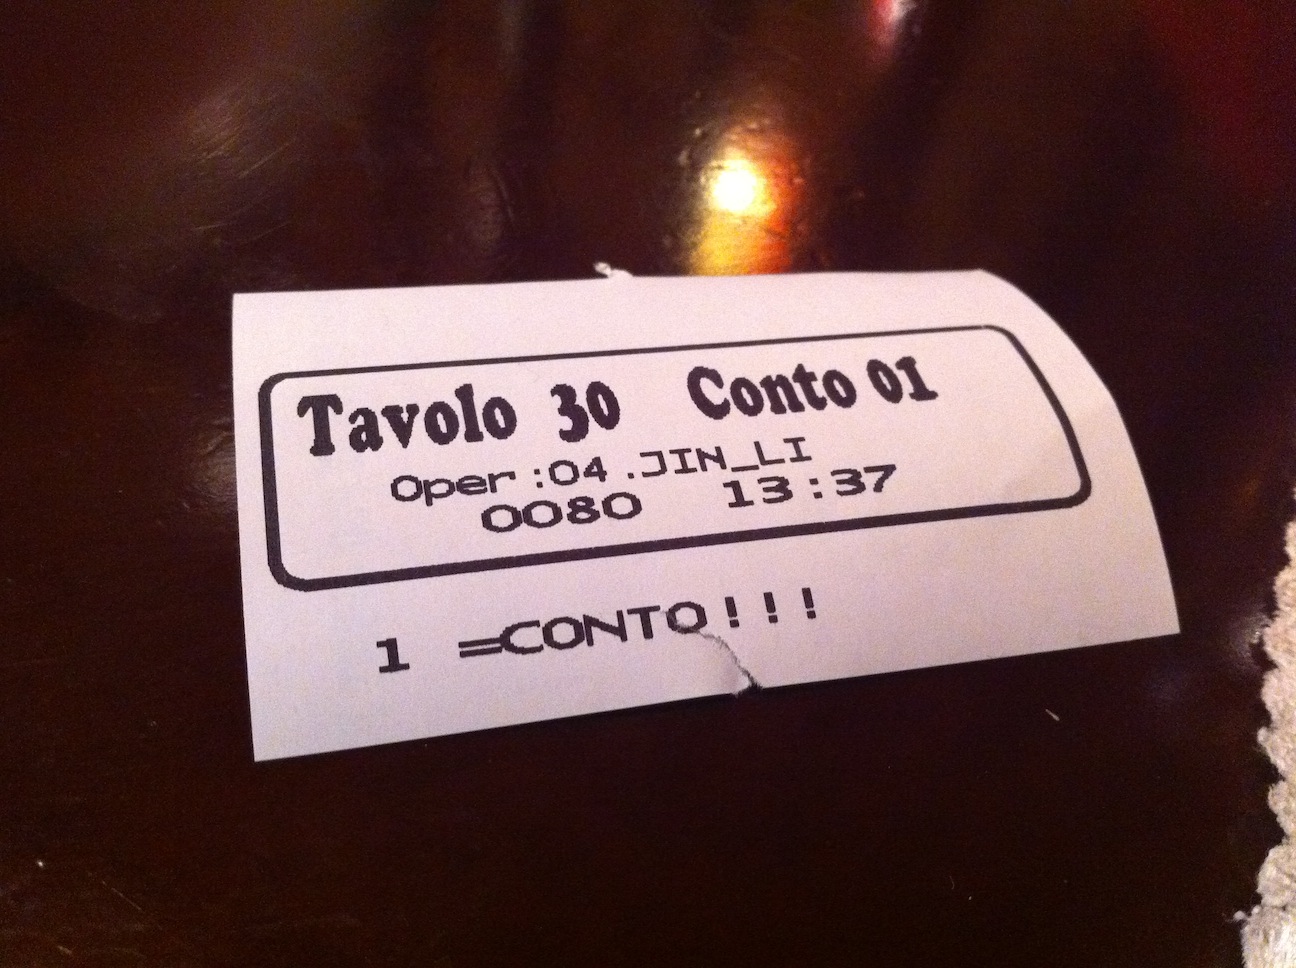 Tavolo 30 Conto 01
Oper:04.JIN_LI
0080 13:37
1 =CONTO!!!